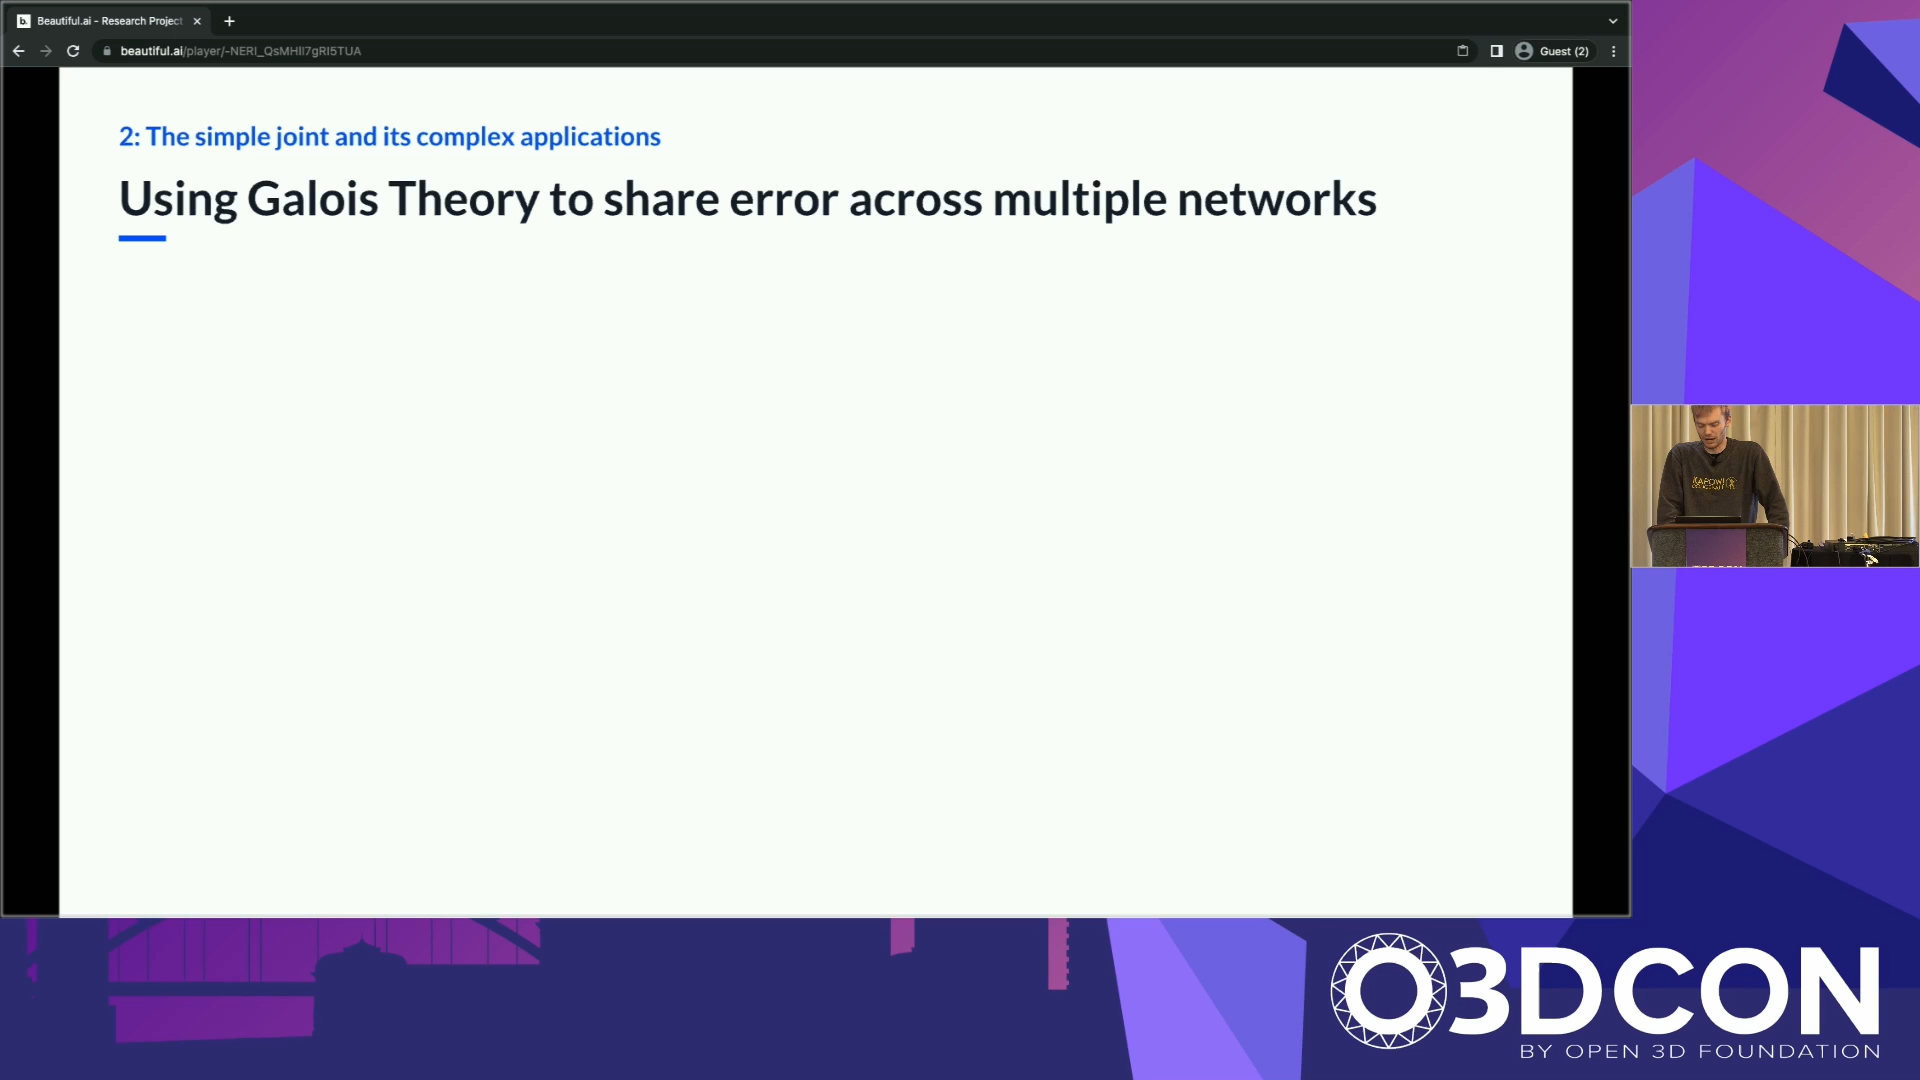 Beautiful.ai - Research Project
beautiful.ai/player/-NERI_QsMHIl7gRI5TUA
Guest (2)
2: The simple joint and its complex applications
Using Galois Theory to share error across multiple networks
O3DCON
BY OPEN 3D FOUNDATION